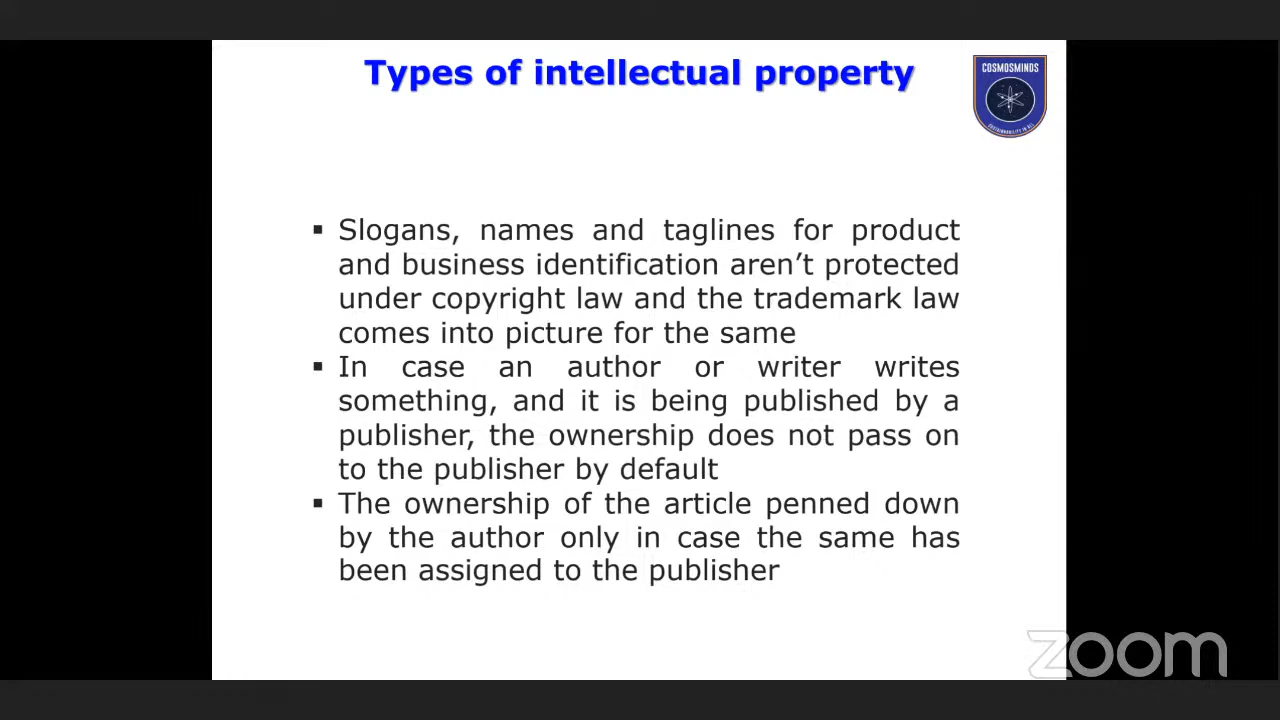 Types of intellectual property
COSMOSMINDS
▪ Slogans, names and taglines for product
and business identification aren’t protected
under copyright law and the trademark law
comes into picture for the same
▪ In case an author or writer writes
something, and it is being published by a
publisher, the ownership does not pass on
to the publisher by default
▪ The ownership of the article penned down
by the author only in case the same has
been assigned to the publisher
zoom